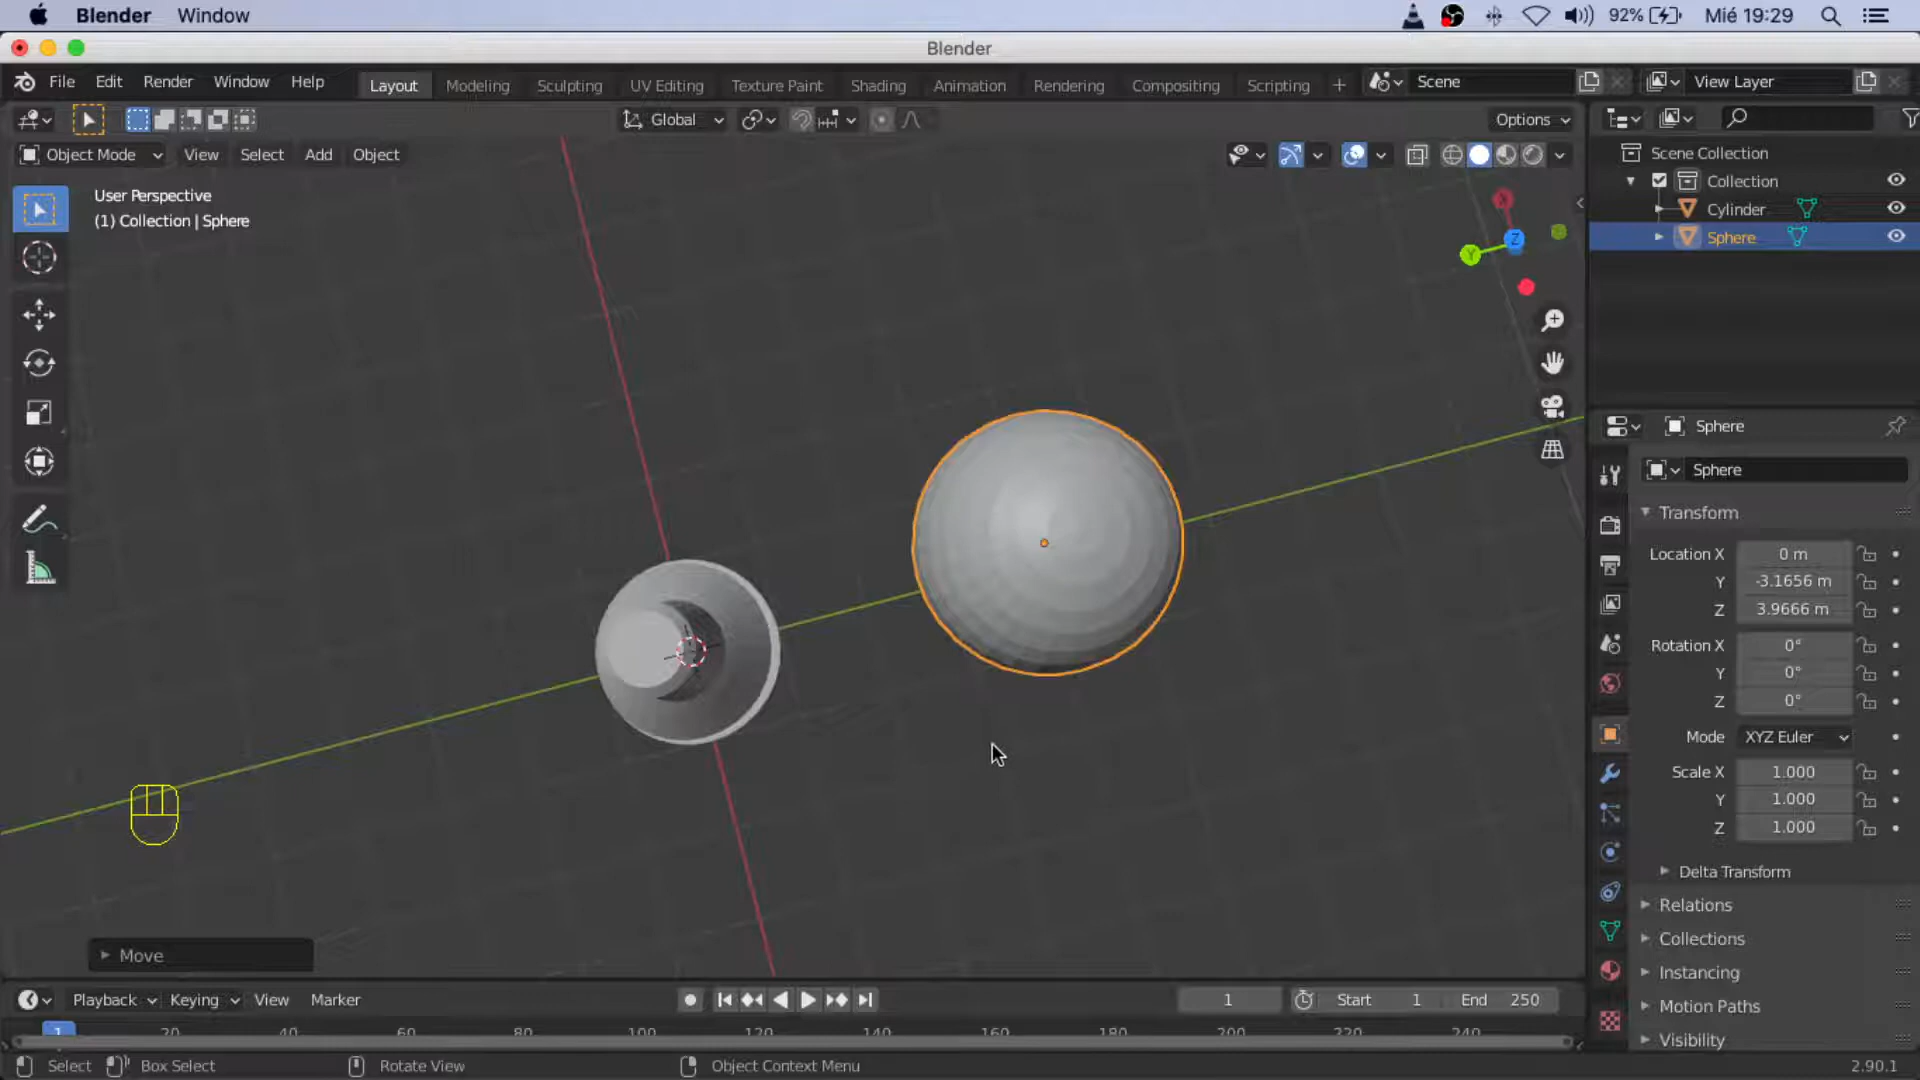 Blender Window 92% Mié 19:29
Blender
File Edit Render Window Help Layout Modeling Sculpting UV Editing Texture Paint Shading Animation Rendering Compositing Scripting + Scene View Layer
Global Options
Object Mode View Select Add Object
Scene Collection
Collection
Cylinder
Sphere
User Perspective
(1) Collection | Sphere
X
Y
Z
Sphere
Sphere
Transform
Location X 0 m
Y -3.1656 m
Z 3.9666 m
Rotation X 0°
Y 0°
Z 0°
Mode XYZ Euler
Scale X 1.000
Y 1.000
Z 1.000
Delta Transform
Relations
Collections
Instancing
Motion Paths
Visibility
Move
Playback Keying View Marker 1 Start 1 End 250
1 20 40 60 80 100 120 140 160 180 200 220 240
Select Box Select Rotate View Object Context Menu 2.90.1